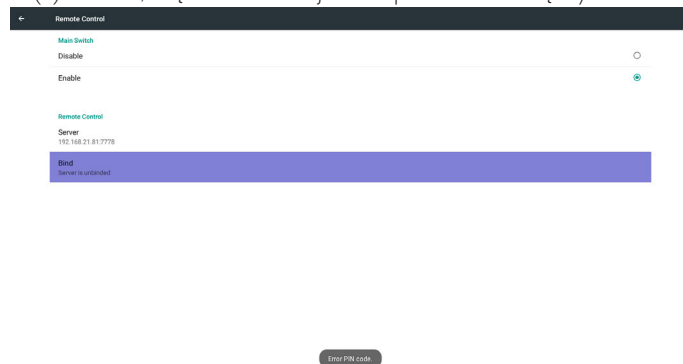 Remote Control
Main Switch
Disable
Enable
Remote Control
Server
192.168.21.81:7778
Bind
Server is unbinded
Error PIN code.